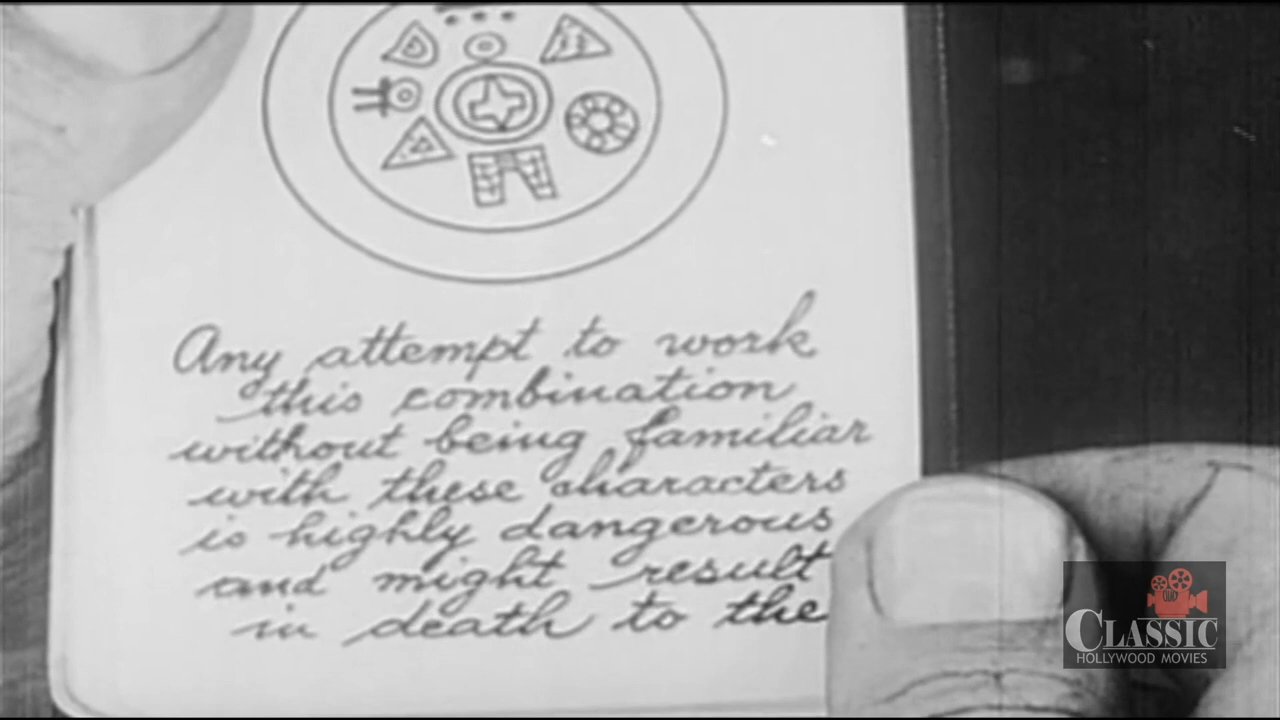 Any attempt to work
this combination
without being familiar
with these characters
is highly dangerous
and might result
in death to the
CLASSIC
HOLLYWOOD MOVIES